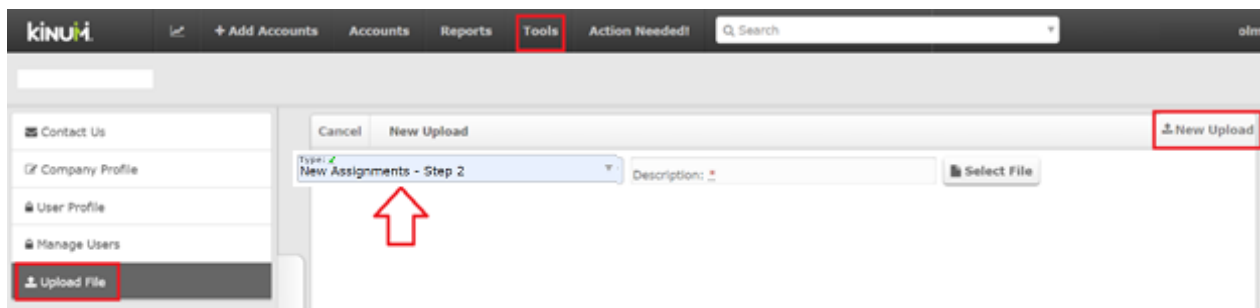 kiNUM.
+ Add Accounts Accounts Reports Tools Action Needed! Search olm
Contact Us
Company Profile
User Profile
Manage Users
Upload File
Cancel New Upload New Upload
Type:
New Assignments - Step 2 Description: * Select File